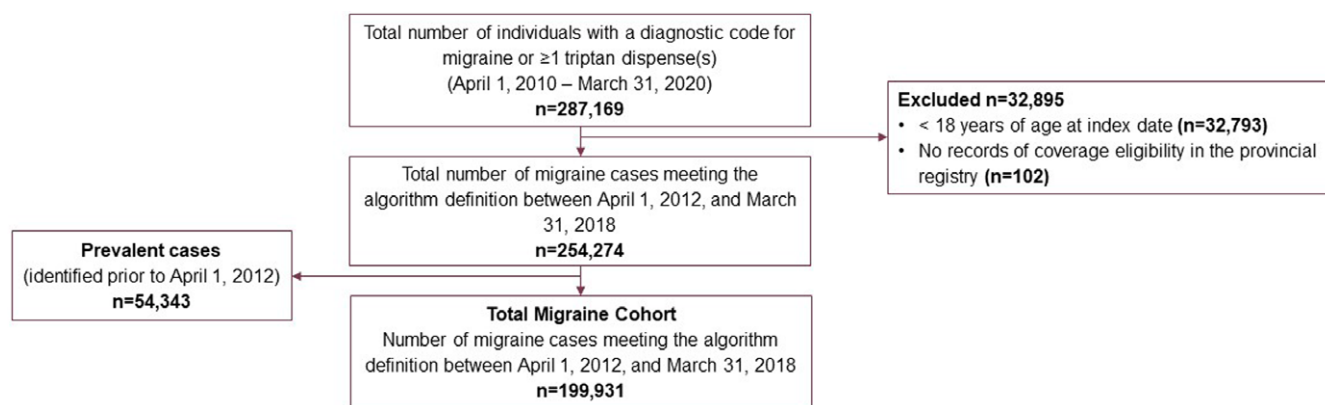 Total number of individuals with a diagnostic code for
migraine or ≥1 triptan dispense(s)
(April 1, 2010 – March 31, 2020)
n=287,169
Excluded n=32,895
• < 18 years of age at index date (n=32,793)
• No records of coverage eligibility in the provincial
registry (n=102)
Total number of migraine cases meeting the
algorithm definition between April 1, 2012, and March
31, 2018
n=254,274
Prevalent cases
(identified prior to April 1, 2012)
n=54,343
Total Migraine Cohort
Number of migraine cases meeting the algorithm
definition between April 1, 2012, and March 31, 2018
n=199,931